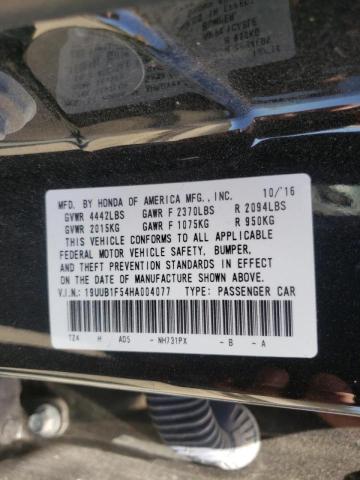 MFD. BY HONDA OF AMERICA MFG., INC. 10/'16
GVWR 4442LBS GAWR F 2370LBS R 2094LBS
GVWR 2015KG GAWR F 1075KG R 950KG
THIS VEHICLE CONFORMS TO ALL APPLICABLE
FEDERAL MOTOR VEHICLE SAFETY, BUMPER,
AND THEFT PREVENTION STANDARDS IN EFFECT
ON THE DATE OF MANUFACTURE SHOWN ABOVE.
V.I.N.: 19UUB1F54HA004077 TYPE: PASSENGER CAR
TZ4 H AD5 - NH731PX - B - A